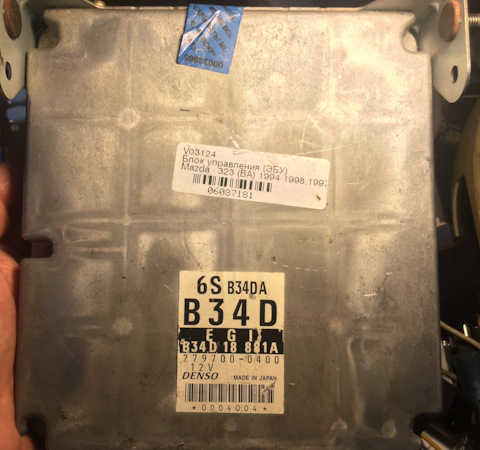 0003898
V03124
Блок управления (ЭБУ)
Mazda - 323 (BA) 1994-1998,1997
06087181
6S B34DA
B34D
EGI
B34D 18 881A
279700-0400
12V
DENSO MADE IN JAPAN
*0004004*